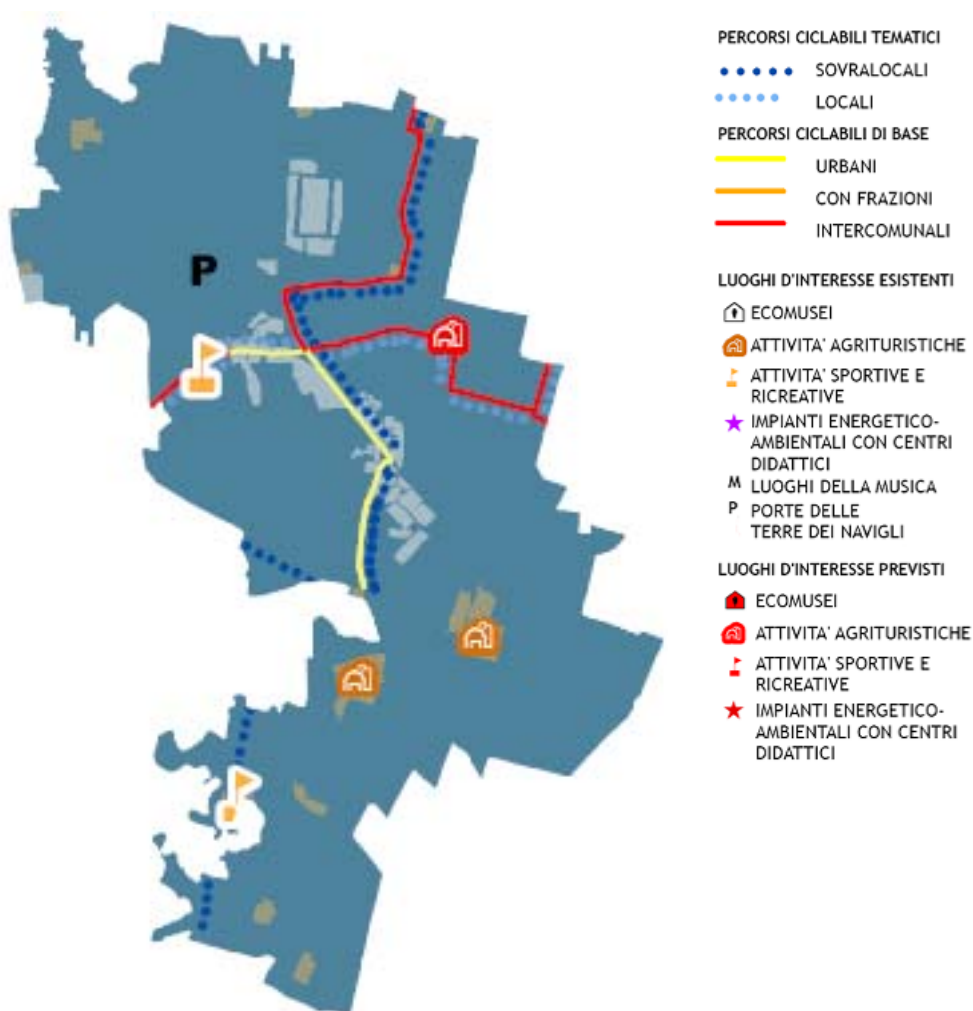 P
PERCORSI CICLABILI TEMATICI
SOVRALOCALI
LOCALI
PERCORSI CICLABILI DI BASE
URBANI
CON FRAZIONI
INTERCOMUNALI
LUOGHI D'INTERESSE ESISTENTI
ECOMUSEI
ATTIVITA' AGRITURISTICHE
ATTIVITA' SPORTIVE E
RICREATIVE
IMPIANTI ENERGETICO-
AMBIENTALI CON CENTRI
DIDATTICI
M LUOGHI DELLA MUSICA
P PORTE DELLE
TERRE DEI NAVIGLI
LUOGHI D'INTERESSE PREVISTI
ECOMUSEI
ATTIVITA' AGRITURISTICHE
ATTIVITA' SPORTIVE E
RICREATIVE
IMPIANTI ENERGETICO-
AMBIENTALI CON CENTRI
DIDATTICI